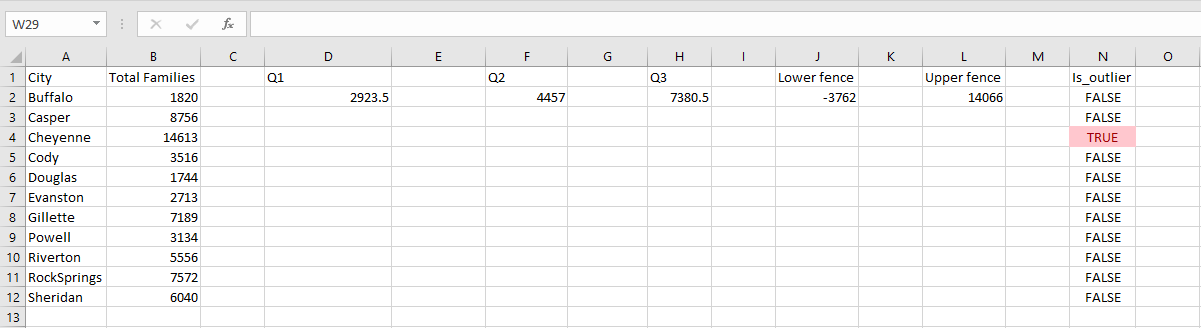 W29 fx
A B C D E F G H I J K L M N O
1 City Total Families Q1 Q2 Q3 Lower fence Upper fence Is_outlier
2 Buffalo 1820 2923.5 4457 7380.5 -3762 14066 FALSE
3 Casper 8756 FALSE
4 Cheyenne 14613 TRUE
5 Cody 3516 FALSE
6 Douglas 1744 FALSE
7 Evanston 2713 FALSE
8 Gillette 7189 FALSE
9 Powell 3134 FALSE
10 Riverton 5556 FALSE
11 RockSprings 7572 FALSE
12 Sheridan 6040 FALSE
13